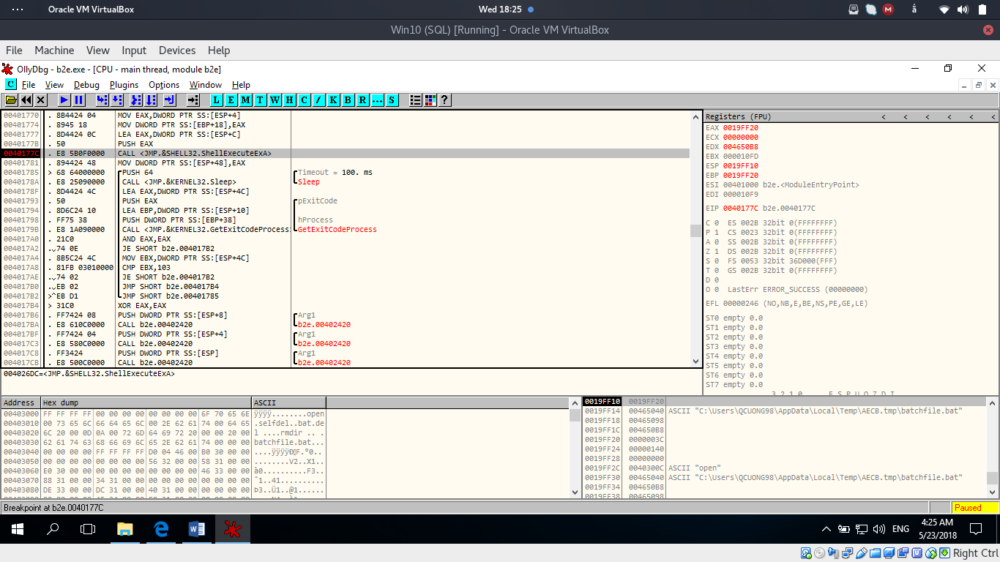 Oracle VM VirtualBox Wed 18:25 ă
Win10 (SQL) [Running] - Oracle VM VirtualBox
File Machine View Input Devices Help
OllyDbg - b2e.exe - [CPU - main thread, module b2e]
C File View Debug Plugins Options Window Help
L E M T W H C / K B R ... S ?
00401770 . 8B4424 04 MOV EAX,DWORD PTR SS:[ESP+4]
00401774 . 8945 18 MOV DWORD PTR SS:[EBP+18],EAX
00401777 . 8D4424 0C LEA EAX,DWORD PTR SS:[ESP+C]
0040177B . 50 PUSH EAX
0040177C . E8 5B0F0000 CALL <JMP.&SHELL32.ShellExecuteExA>
00401781 . 894424 48 MOV DWORD PTR SS:[ESP+48],EAX
00401785 > 68 64000000 PUSH 64 Timeout = 100. ms
0040178A . E8 25090000 CALL <JMP.&KERNEL32.Sleep> Sleep
0040178F . 8D4424 4C LEA EAX,DWORD PTR SS:[ESP+4C]
00401793 . 50 PUSH EAX pExitCode
00401794 . 8D6C24 10 LEA EBP,DWORD PTR SS:[ESP+10]
00401798 . FF75 38 PUSH DWORD PTR SS:[EBP+38] hProcess
0040179B . E8 1A090000 CALL <JMP.&KERNEL32.GetExitCodeProcess> GetExitCodeProcess
004017A0 . 21C0 AND EAX,EAX
004017A2 .v74 0E JE SHORT b2e.004017B2
004017A4 . 8B5C24 4C MOV EBX,DWORD PTR SS:[ESP+4C]
004017A8 . 81FB 03010000 CMP EBX,103
004017AE .v74 02 JE SHORT b2e.004017B2
004017B0 .vEB 02 JMP SHORT b2e.004017B4
004017B2 >^EB D1 JMP SHORT b2e.00401785
004017B4 > 31C0 XOR EAX,EAX
004017B6 . FF7424 08 PUSH DWORD PTR SS:[ESP+8] Arg1
004017BA . E8 610C0000 CALL b2e.00402420 b2e.00402420
004017BF . FF7424 04 PUSH DWORD PTR SS:[ESP+4] Arg1
004017C3 . E8 580C0000 CALL b2e.00402420 b2e.00402420
004017C8 . FF3424 PUSH DWORD PTR SS:[ESP] Arg1
004017CB . E8 500C0000 CALL b2e.00402420 b2e.00402420
004026DC=<JMP.&SHELL32.ShellExecuteExA>
Registers (FPU) < < < < < <
EAX 0019FF20
ECX 00000000
EDX 004650B8
EBX 000010FD
ESP 0019FF10
EBP 0019FF20
ESI 00401000 b2e.<ModuleEntryPoint>
EDI 000010F9
EIP 0040177C b2e.0040177C
C 0 ES 002B 32bit 0(FFFFFFFF)
P 1 CS 0023 32bit 0(FFFFFFFF)
A 0 SS 002B 32bit 0(FFFFFFFF)
Z 1 DS 002B 32bit 0(FFFFFFFF)
S 0 FS 0053 32bit 36D000(FFF)
T 0 GS 002B 32bit 0(FFFFFFFF)
D 0
O 0 LastErr ERROR_SUCCESS (00000000)
EFL 00000246 (NO,NB,E,BE,NS,PE,GE,LE)
ST0 empty 0.0
ST1 empty 0.0
ST2 empty 0.0
ST3 empty 0.0
ST4 empty 0.0
ST5 empty 0.0
ST6 empty 0.0
ST7 empty 0.0
3 2 1 0 E S P U O Z D I
Address Hex dump ASCII
00403000 FF FF FF FF 00 00 00 00 00 00 00 00 6F 70 65 6E ÿÿÿÿ........open
00403010 00 73 65 6C 66 64 65 6C 00 2E 62 61 74 00 64 65 .selfdel..bat.de
00403020 6C 20 00 0D 0A 00 72 6D 64 69 72 20 00 00 20 00 l ....rmdir .. .
00403030 62 61 74 63 68 66 69 6C 65 2E 62 61 74 00 00 00 batchfile.bat...
00403040 00 00 00 00 FF FF FF FF D0 04 46 00 B0 30 00 00 ....ÿÿÿÿÐ▯F.°0..
00403050 00 00 00 00 00 00 00 00 56 32 00 00 58 31 00 00 ........V2..X1..
00403060 E0 30 00 00 00 00 00 00 00 00 00 00 46 33 00 00 à0..........F3..
00403070 88 31 00 00 34 31 00 00 00 00 00 00 00 00 00 00 ˆ1..41..........
00403080 DE 33 00 00 DC 31 00 00 40 31 00 00 00 00 00 00 Þ3..Ü1..@1......
0019FF10 0019FF20
0019FF14 00465040 ASCII "C:\Users\QCUONG98\AppData\Local\Temp\AECB.tmp\batchfile.bat"
0019FF18 00465098
0019FF1C 004650B8
0019FF20 0000003C
0019FF24 00000140
0019FF28 00000000
0019FF2C 0040300C ASCII "open"
0019FF30 00465040 ASCII "C:\Users\QCUONG98\AppData\Local\Temp\AECB.tmp\batchfile.bat"
0019FF34 004650B8
0019FF38 00465098
Breakpoint at b2e.0040177C Paused
ENG 4:25 AM
5/23/2018
Right Ctrl